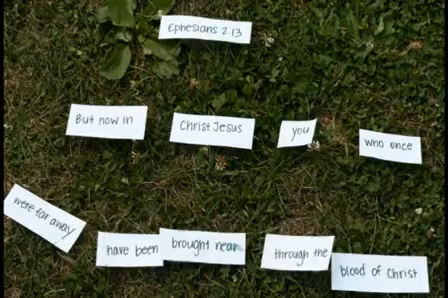 Ephesians 2:13
But now in Christ Jesus you who once
were far away have been brought near through the blood of Christ